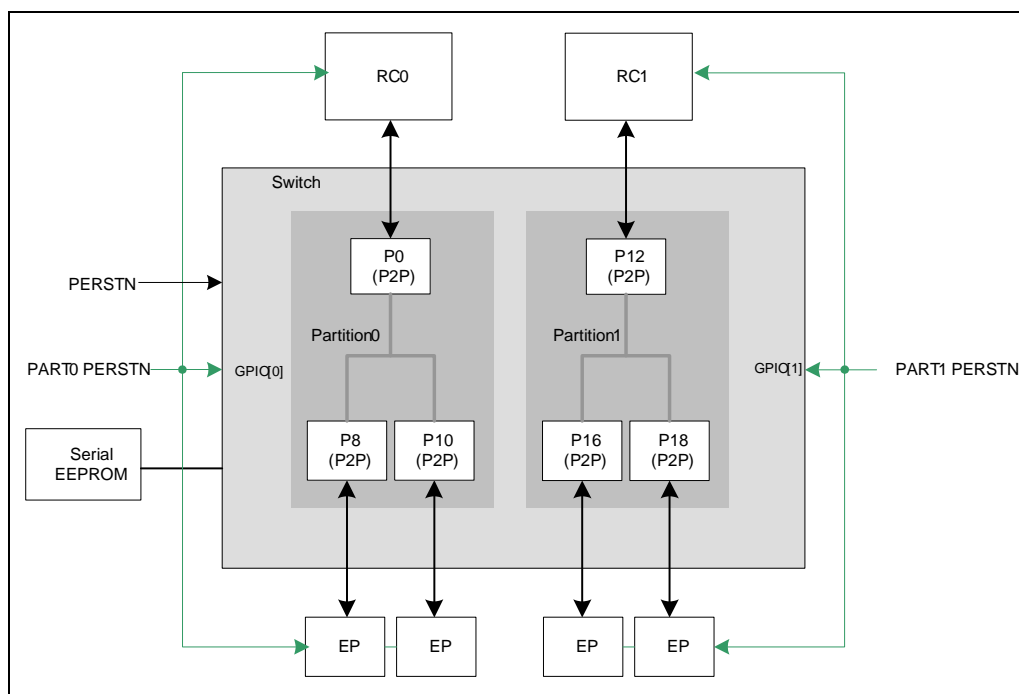 RC0
RC1
Switch
P0
(P2P)
P12
(P2P)
PERSTN
Partition0
Partition1
PART0 PERSTN
GPIO[0]
GPIO[1]
PART1 PERSTN
P8
(P2P)
P10
(P2P)
P16
(P2P)
P18
(P2P)
Serial
EEPROM
EP
EP
EP
EP